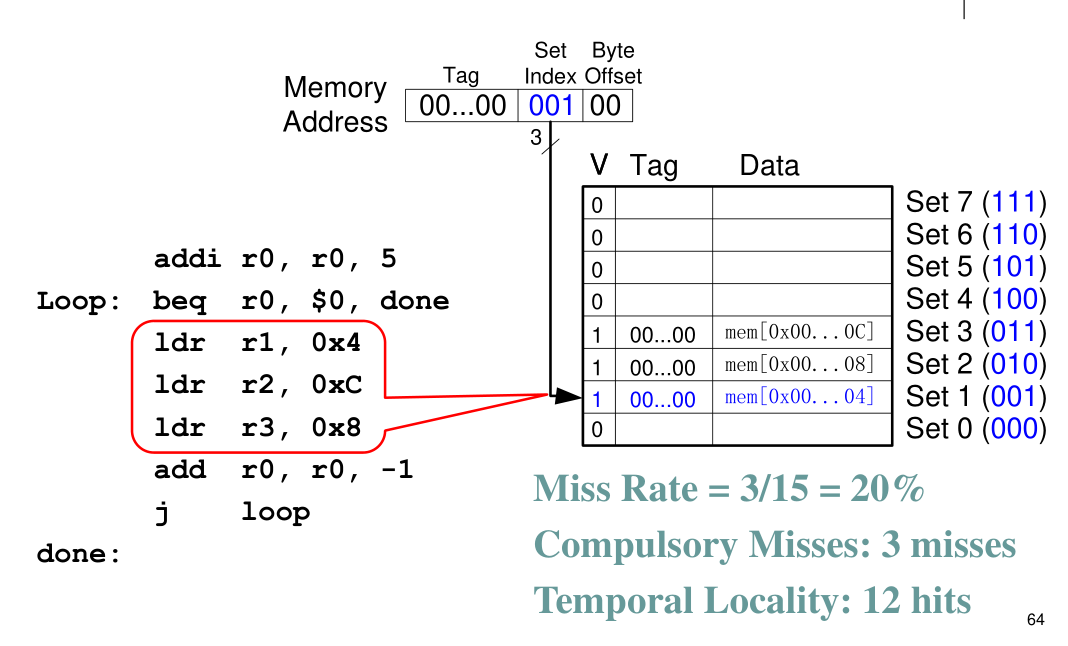 Set Byte
Tag Index Offset
Memory Address 00...00 001 00
3
V Tag Data
0 Set 7 (111)
0 Set 6 (110)
0 Set 5 (101)
0 Set 4 (100)
1 00...00 mem[0x00...0C] Set 3 (011)
1 00...00 mem[0x00...08] Set 2 (010)
1 00...00 mem[0x00...04] Set 1 (001)
0 Set 0 (000)
addi r0, r0, 5
Loop: beq r0, $0, done
ldr r1, 0x4
ldr r2, 0xC
ldr r3, 0x8
add r0, r0, -1
j loop
done:
Miss Rate = 3/15 = 20%
Compulsory Misses: 3 misses
Temporal Locality: 12 hits
64